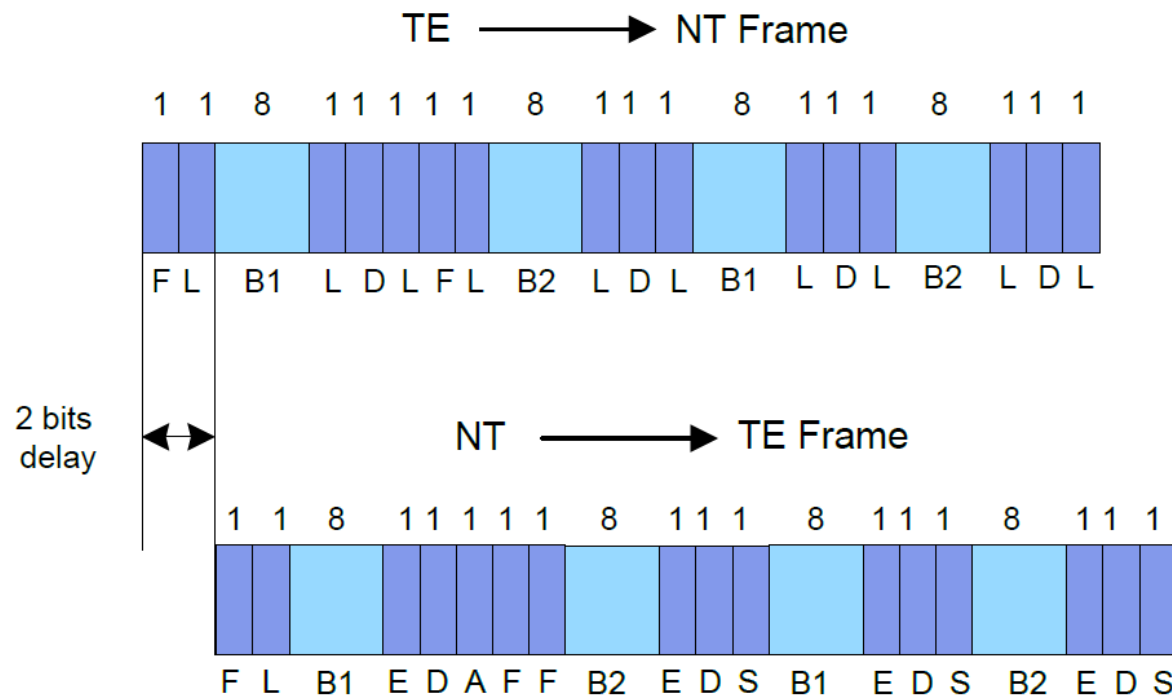 TE NT Frame
1 1 8 1 1 1 1 1 8 1 1 1 8 1 1 1 8 1 1 1
F L B1 L D L F L B2 L D L B1 L D L B2 L D L
2 bits
delay
NT TE Frame
1 1 8 1 1 1 1 1 8 1 1 1 8 1 1 1 8 1 1 1
F L B1 E D A F F B2 E D S B1 E D S B2 E D S